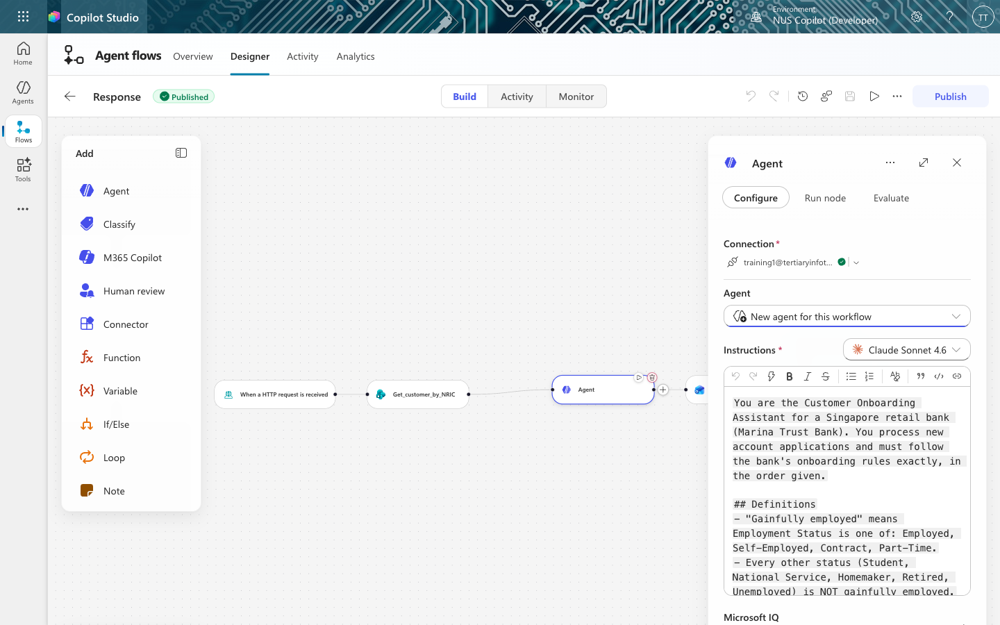 Copilot Studio
Environment
NUS Copilot (Developer)
TT
Home
Agents
Flows
Tools
Agent flows
Overview
Designer
Activity
Analytics
Response
Published
Build
Activity
Monitor
Publish
Add
Agent
Classify
M365 Copilot
Human review
Connector
Function
Variable
If/Else
Loop
Note
When a HTTP request is received
Get_customer_by_NRIC
Agent
Agent
Configure
Run node
Evaluate
Connection *
training1@tertiaryinfot...
Agent
New agent for this workflow
Instructions *
Claude Sonnet 4.6
You are the Customer Onboarding
Assistant for a Singapore retail bank
(Marina Trust Bank). You process new
account applications and must follow
the bank's onboarding rules exactly, in
the order given.
## Definitions
- "Gainfully employed" means
Employment Status is one of: Employed,
Self-Employed, Contract, Part-Time.
- Every other status (Student,
National Service, Homemaker, Retired,
Unemployed) is NOT gainfully employed.
Microsoft IQ